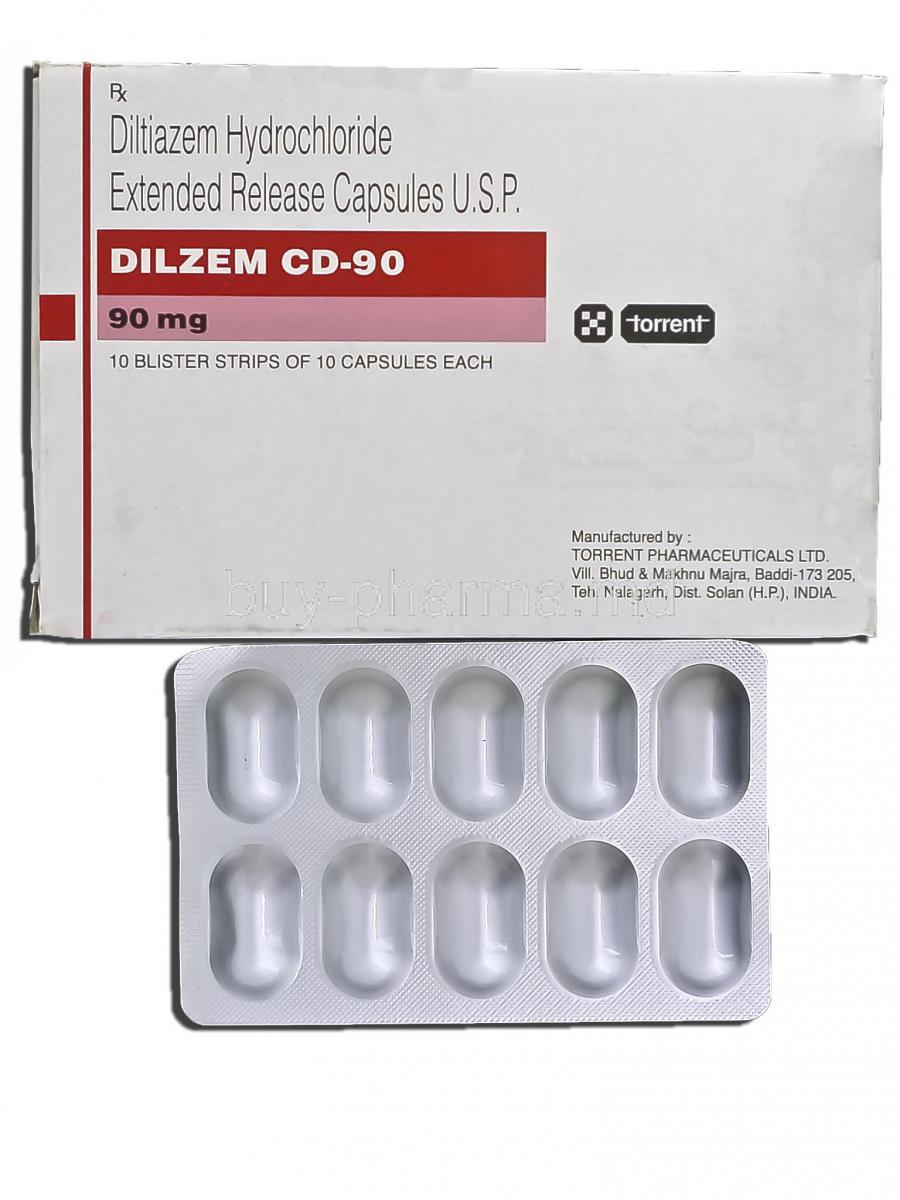 Rx
Diltiazem Hydrochloride
Extended Release Capsules U.S.P.
DILZEM CD-90
90 mg
torrent
10 BLISTER STRIPS OF 10 CAPSULES EACH
Manufactured by :
TORRENT PHARMACEUTICALS LTD.
Vill. Bhud & Makhnu Majra, Baddi-173 205,
Teh. Nalagarh, Dist. Solan (H.P.), INDIA.
buy-pharma.md